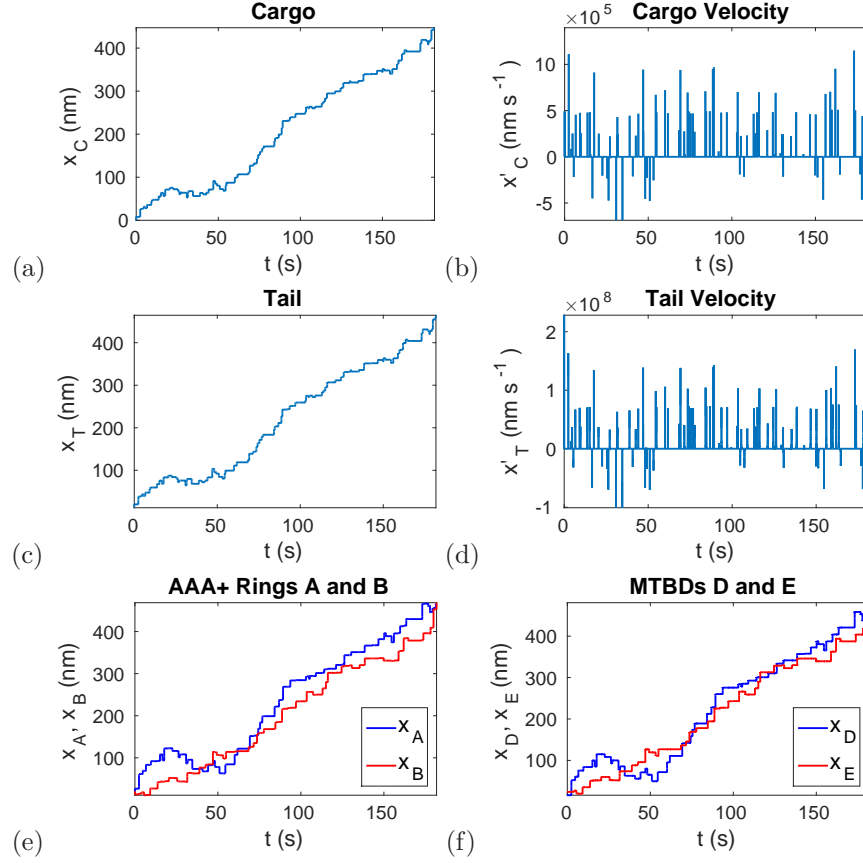 Cargo
400
300
200
100
0
x_C (nm)
0 50 100 150
t (s)
(a)
×10^5
Cargo Velocity
10
5
0
-5
x'_C (nm s^-1)
0 50 100 150
t (s)
(b)
Tail
400
300
200
100
x_T (nm)
0 50 100 150
t (s)
(c)
×10^8
Tail Velocity
2
1
0
-1
x'_T (nm s^-1)
0 50 100 150
t (s)
(d)
AAA+ Rings A and B
400
300
200
100
x_A, x_B (nm)
0 50 100 150
t (s)
x_A
x_B
(e)
MTBDs D and E
400
300
200
100
x_D, x_E (nm)
0 50 100 150
t (s)
x_D
x_E
(f)